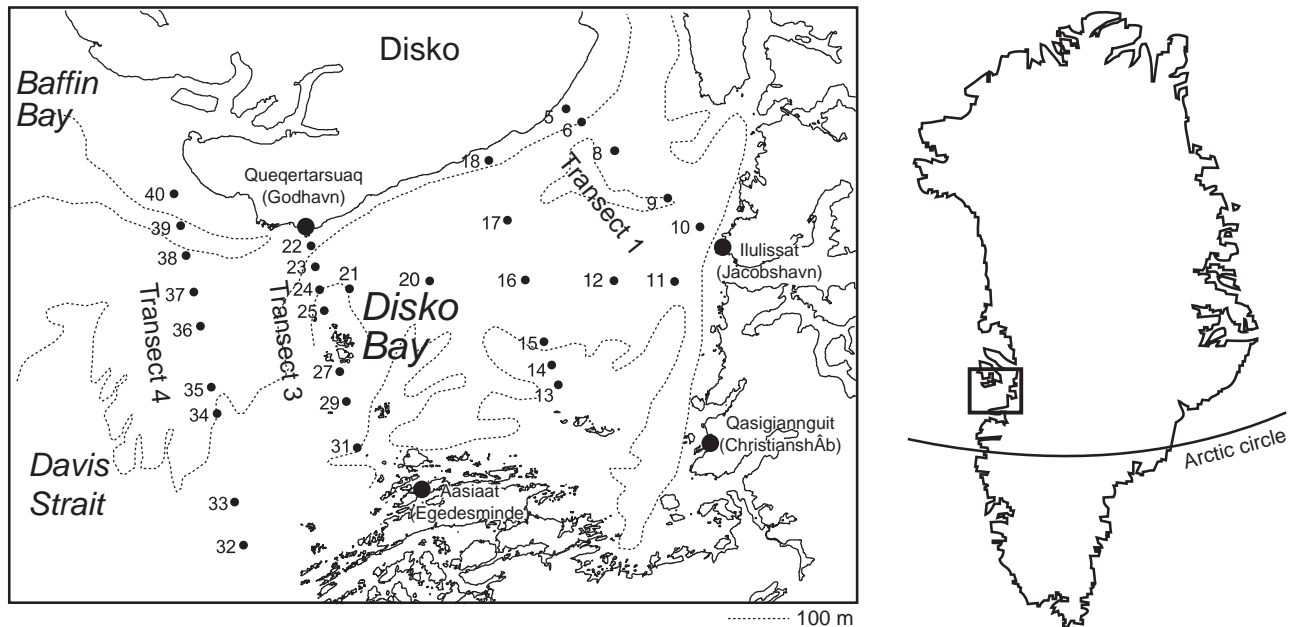 Disko
Baffin
Bay
5
6
8
18
Transect 1
Queqertarsuaq
(Godhavn)
40
9
17
39
10
22
Ilulissat
(Jacobshavn)
38
23
21
20
16
12
11
24
37
Transect 4
Transect 3
25
Disko
Bay
36
15
14
27
13
35
29
34
Qasigiannguit
(ChristianshÂb)
31
Davis
Strait
Aasiaat
(Egedesminde)
33
32
100 m
Arctic circle